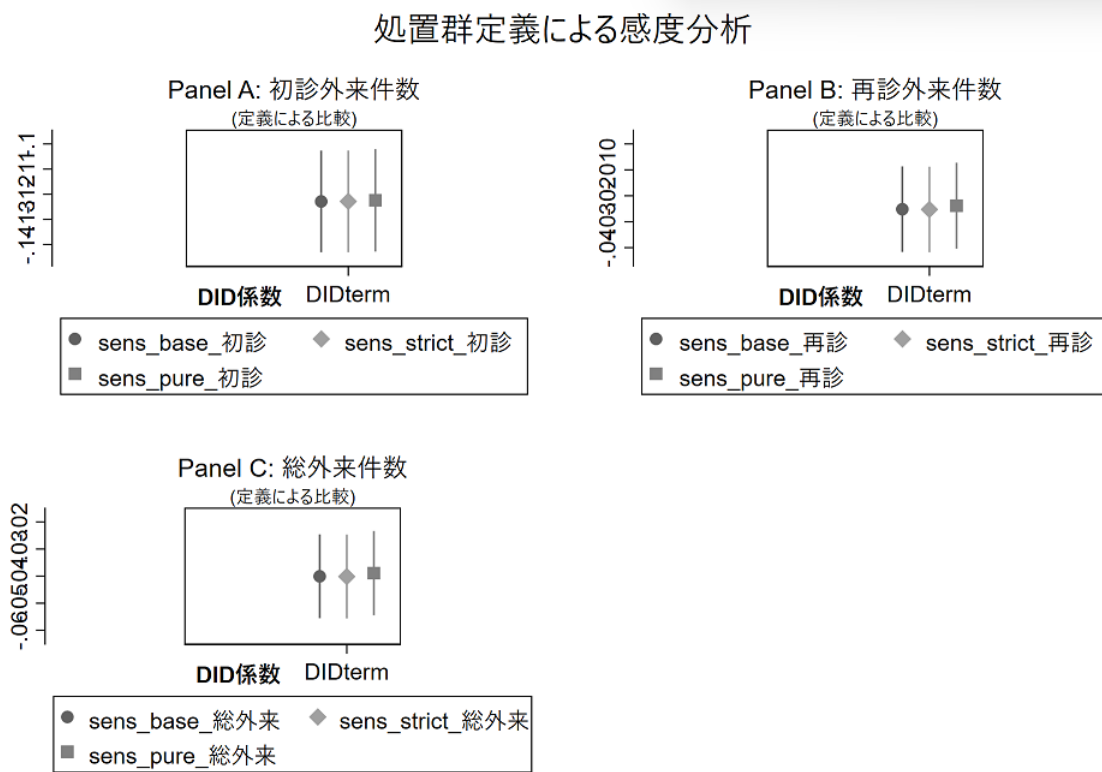 処置群定義による感度分析
Panel A: 初診外来件数
(定義による比較)
DID係数 DIDterm
sens_base_初診 sens_strict_初診
sens_pure_初診
Panel B: 再診外来件数
(定義による比較)
DID係数 DIDterm
sens_base_再診 sens_strict_再診
sens_pure_再診
Panel C: 総外来件数
(定義による比較)
DID係数 DIDterm
sens_base_総外来 sens_strict_総外来
sens_pure_総外来